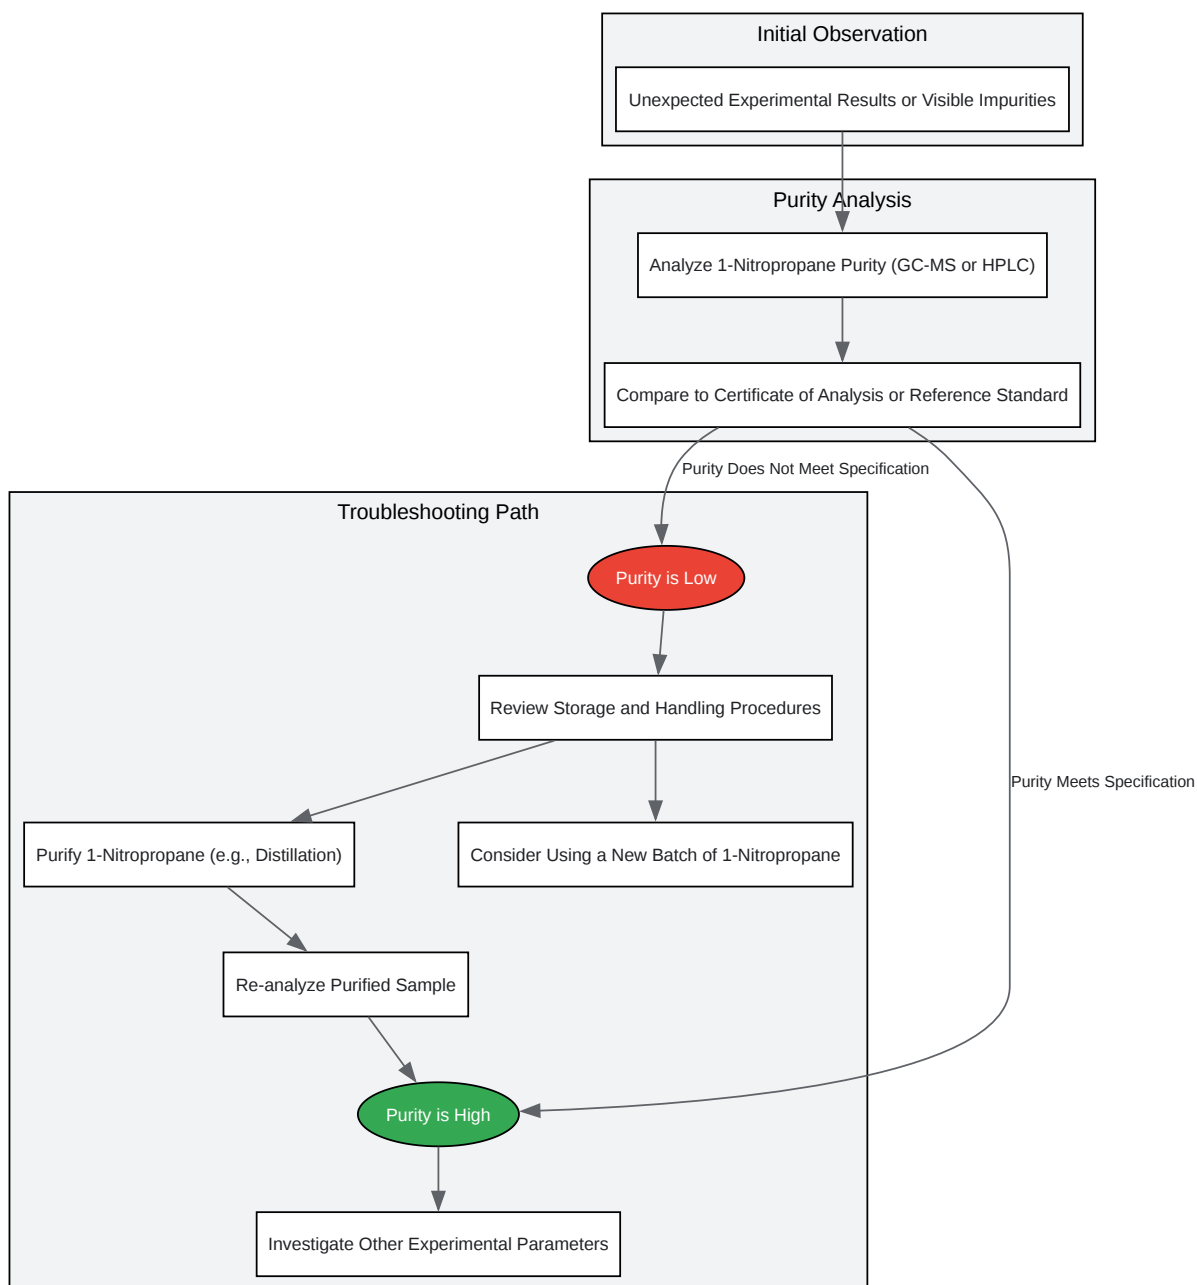 Initial Observation
Unexpected Experimental Results or Visible Impurities
Purity Analysis
Analyze 1-Nitropropane Purity (GC-MS or HPLC)
Compare to Certificate of Analysis or Reference Standard
Purity Does Not Meet Specification
Troubleshooting Path
Purity is Low
Review Storage and Handling Procedures
Purity Meets Specification
Purify 1-Nitropropane (e.g., Distillation)
Consider Using a New Batch of 1-Nitropropane
Re-analyze Purified Sample
Purity is High
Investigate Other Experimental Parameters